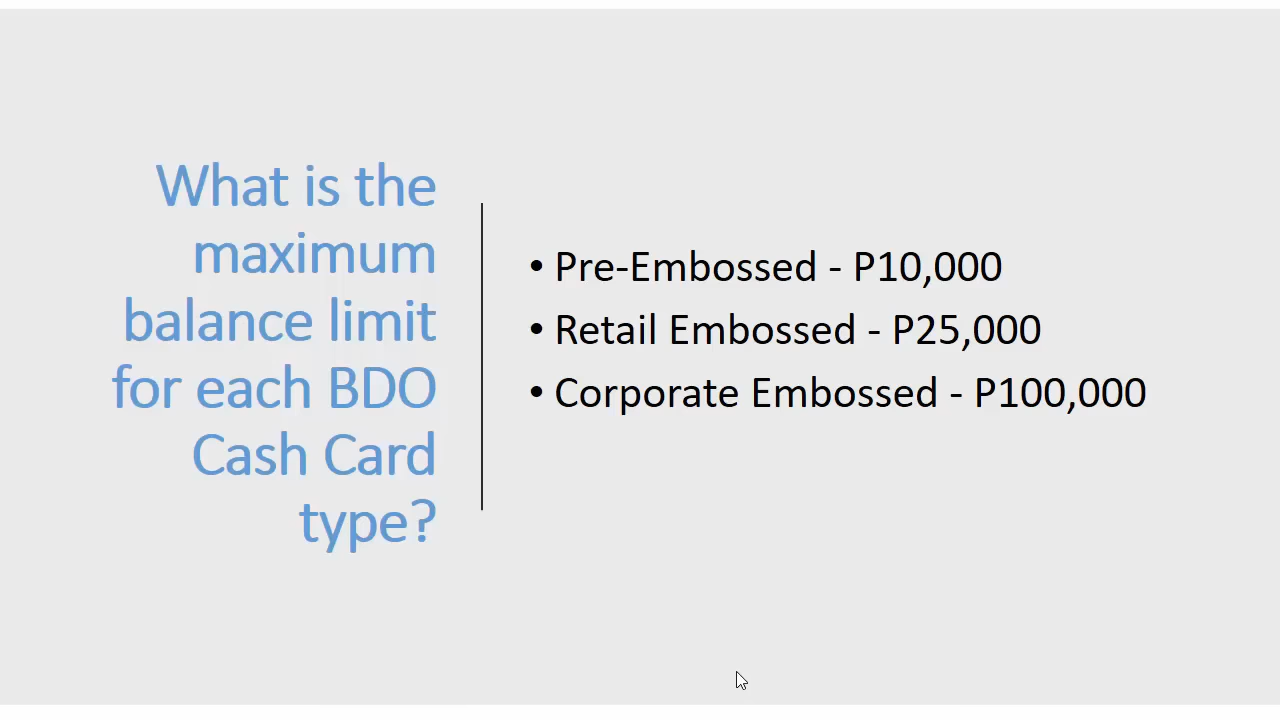 What is the
maximum
balance limit
for each BDO
Cash Card
type?
• Pre-Embossed - P10,000
• Retail Embossed - P25,000
• Corporate Embossed - P100,000